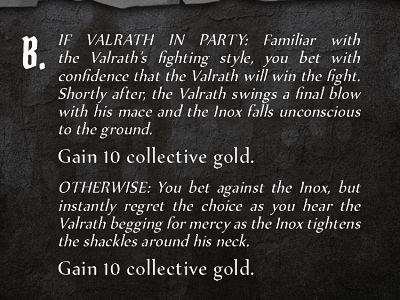 B. IF VALRATH IN PARTY: Familiar with
the Valrath's fighting style, you bet with
confidence that the Valrath will win the fight.
Shortly after, the Valrath swings a final blow
with his mace and the Inox falls unconscious
to the ground.
Gain 10 collective gold.
OTHERWISE: You bet against the Inox, but
instantly regret the choice as you hear the
Valrath begging for mercy as the Inox tightens
the shackles around his neck.
Gain 10 collective gold.